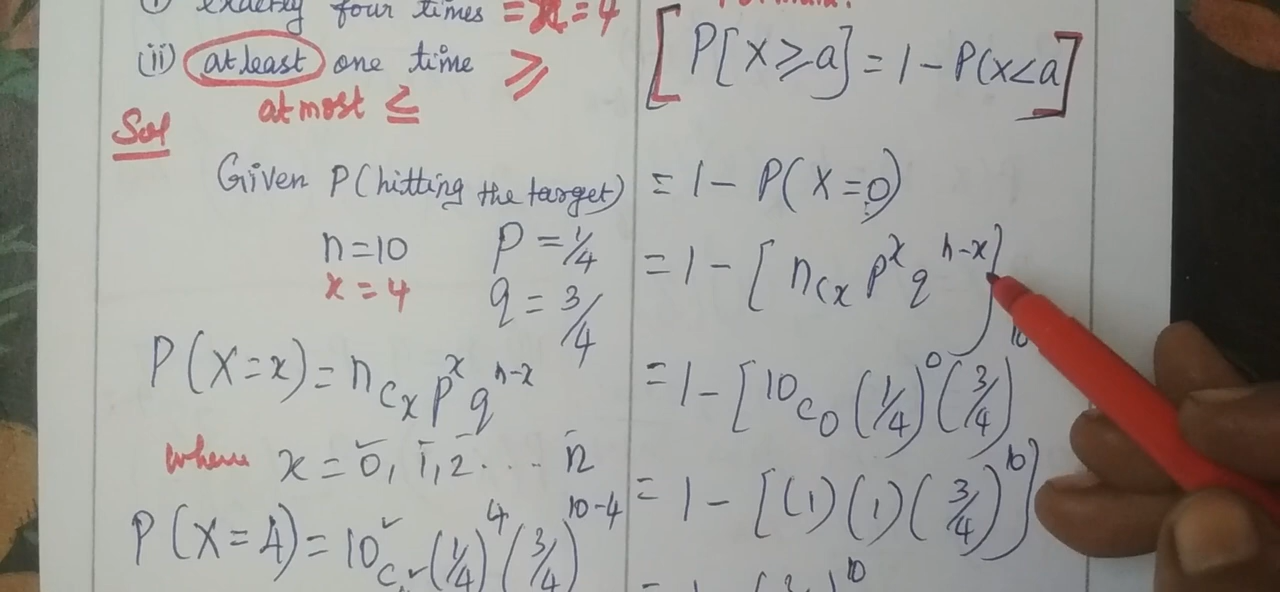 (i) exactly four times = x = 4
(ii) at least one time ≥
at most ≤
Sol
Given P(hitting the target)
n=10 P = 1/4
x = 4 q = 3/4
P(X=x) = nCx p^x q^n-x
where x = 0, 1, 2 ... n
P(X=4) = 10C (1/4)^4 (3/4)^10-4
[P[X≥a] = 1 - P(x<a]
= 1 - P(X=0)
= 1 - [nCx p^x q^n-x]
= 1 - [10C0 (1/4)^0 (3/4)^10
= 1 - [(1)(1)(3/4)^10]